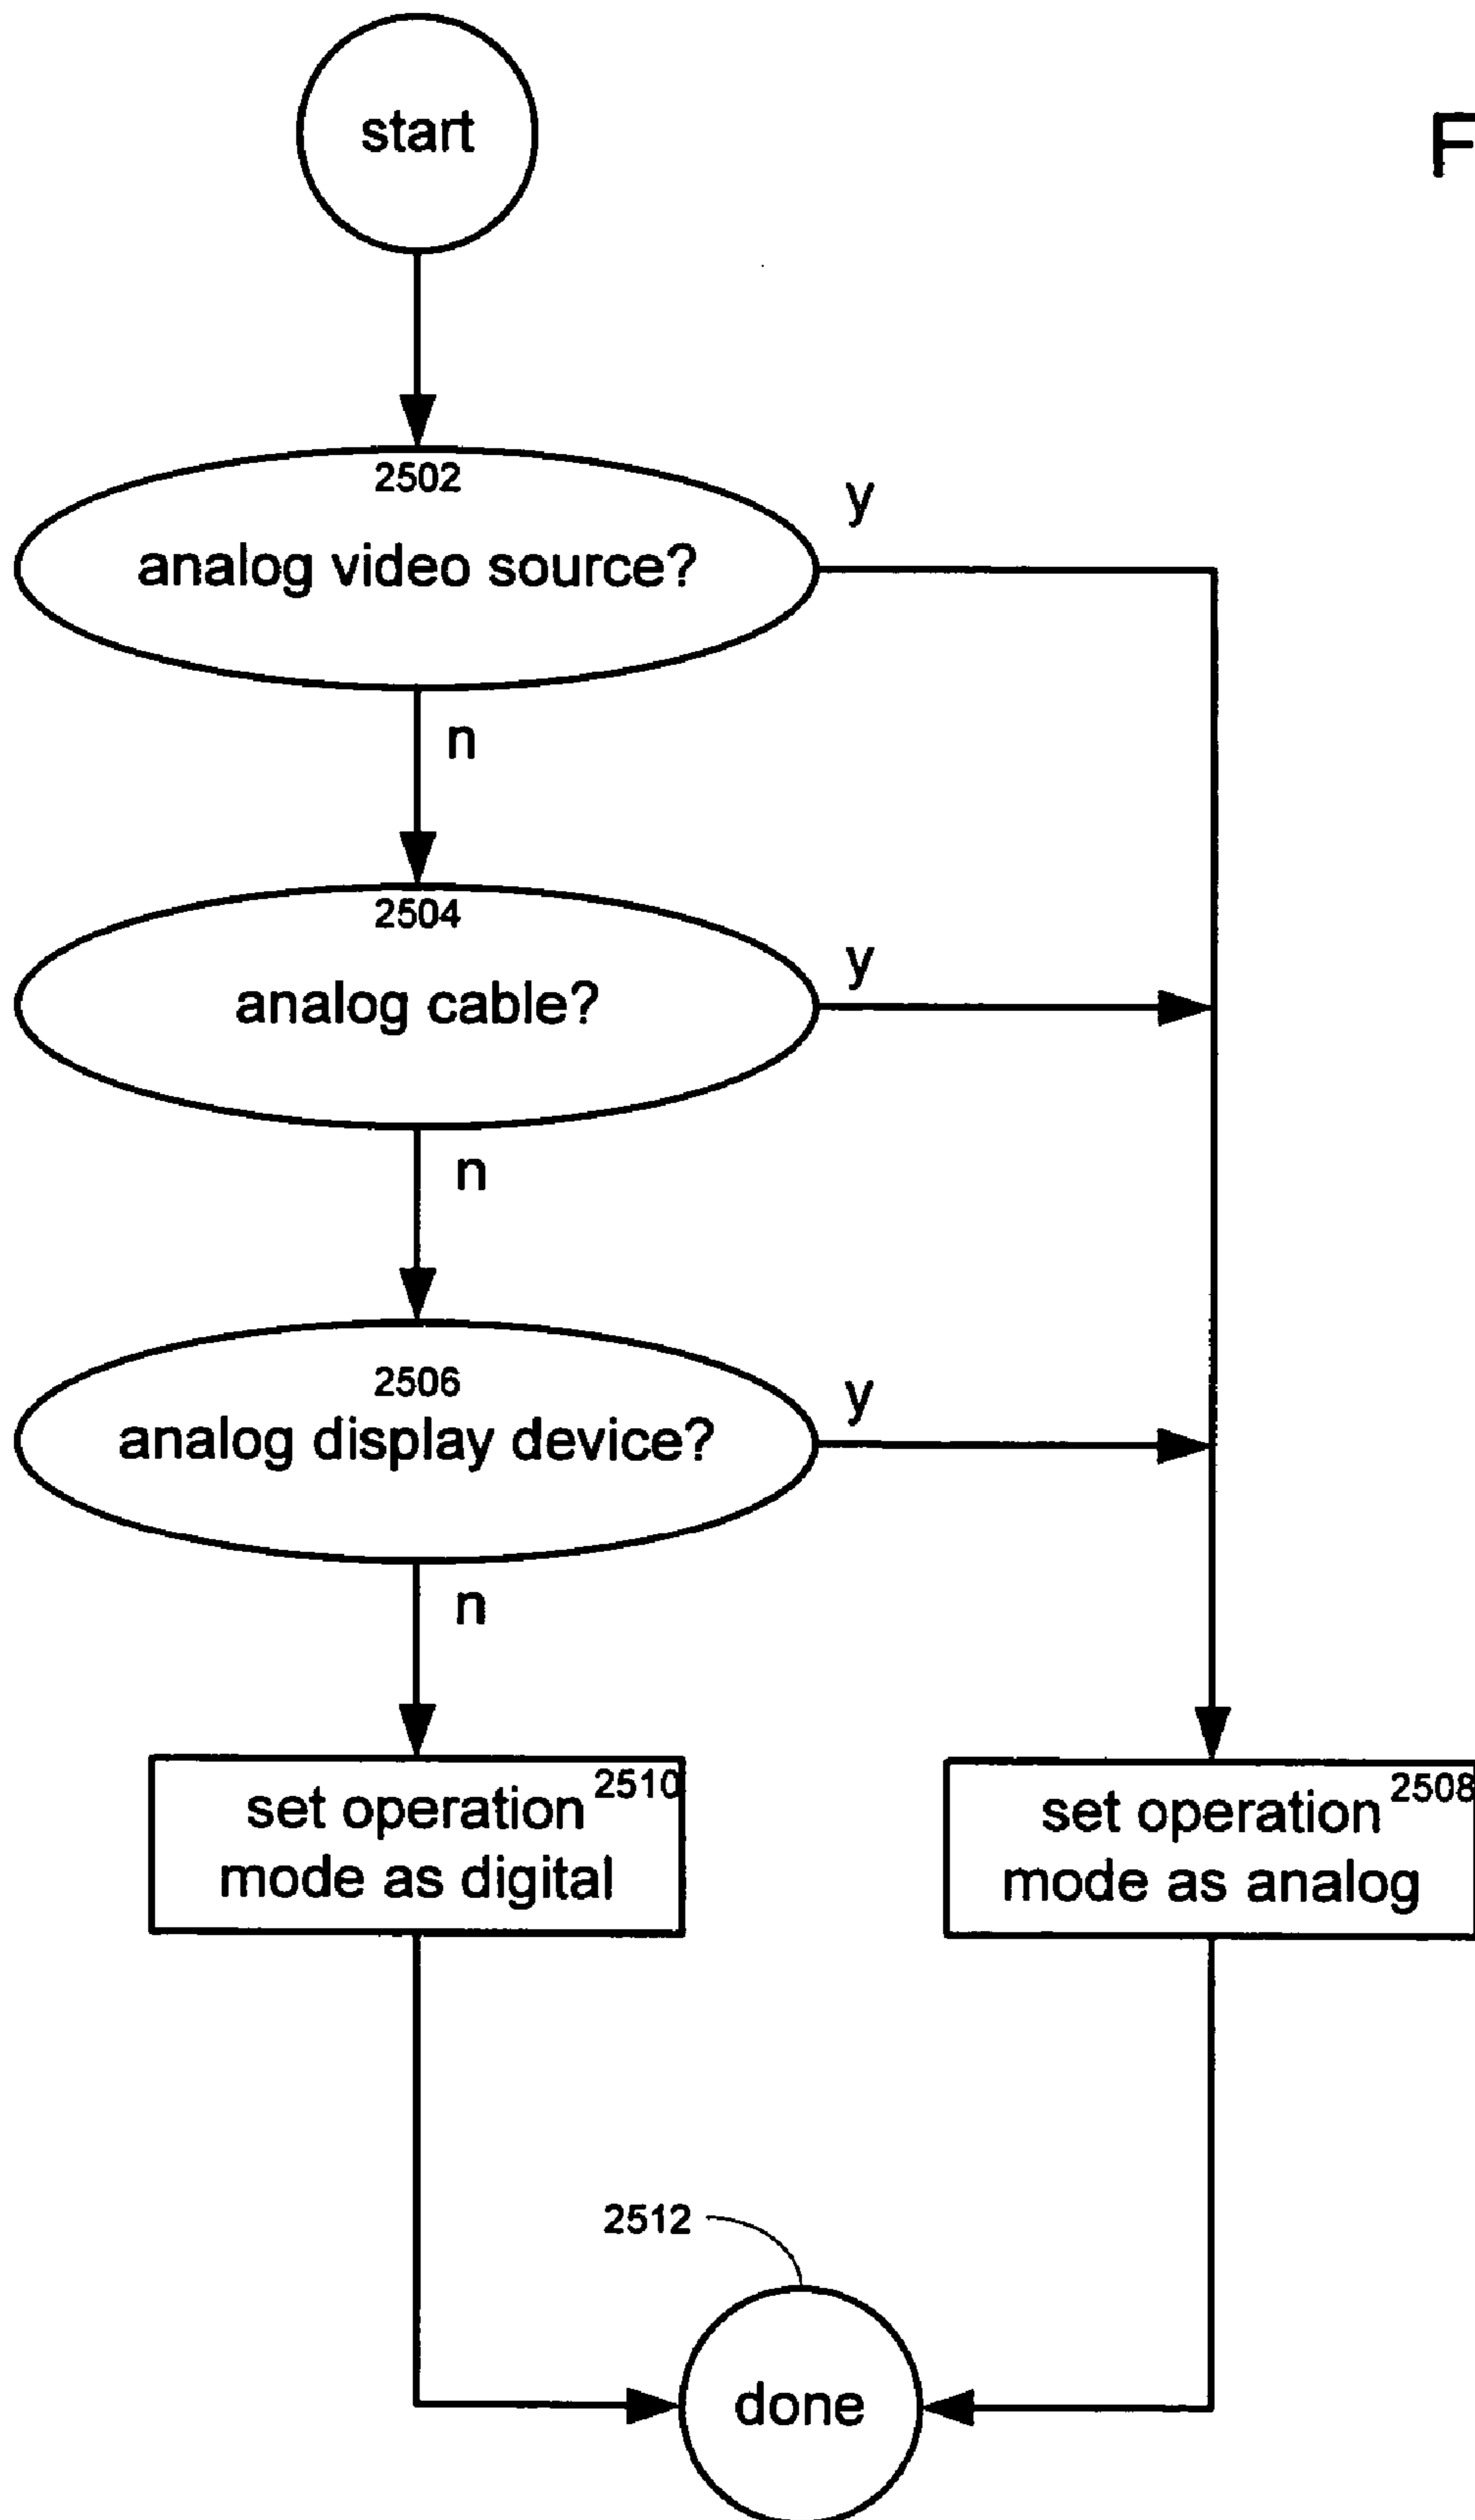 start
F
2502
analog video source?
y
n
2504
analog cable?
y
n
2506
analog display device?
y
n
2510
set operation
mode as digital
2508
set operation
mode as analog
2512
done